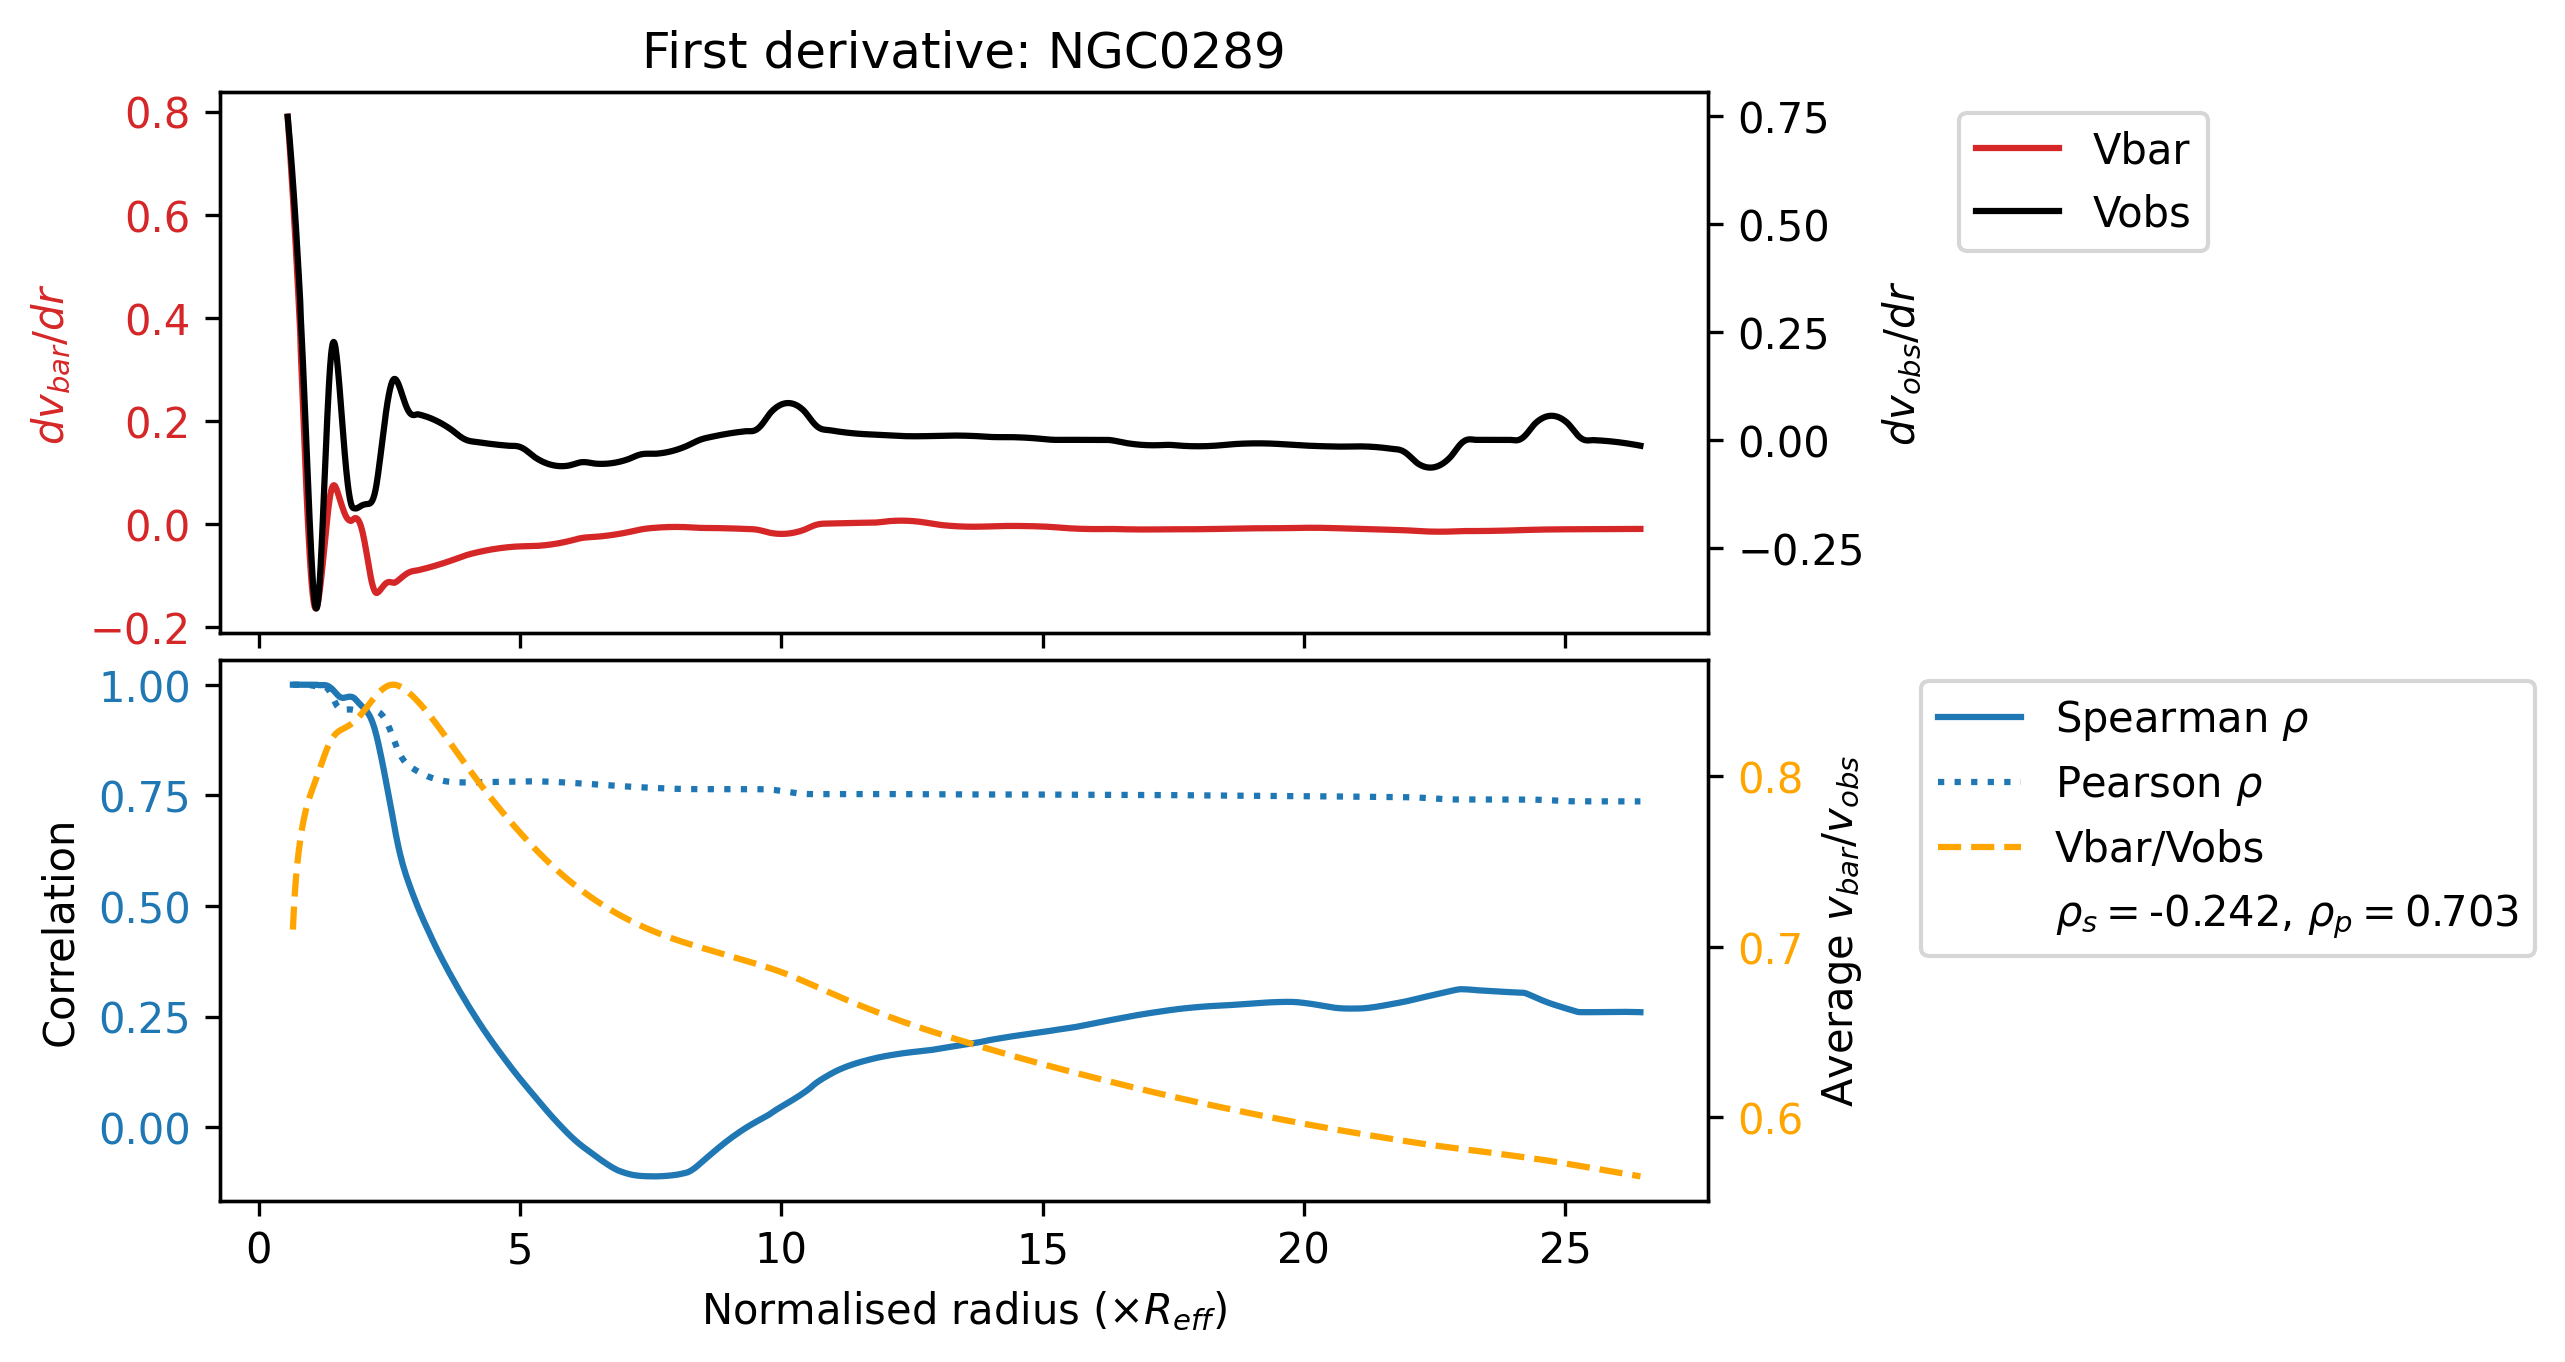 First derivative: NGC0289
0.8
0.6
0.4
0.2
0.0
−0.2
dv_bar/dr
0.75
0.50
0.25
0.00
−0.25
dv_obs/dr
Vbar
Vobs
1.00
0.75
0.50
0.25
0.00
Correlation
0.8
0.7
0.6
Average v_bar/v_obs
Spearman ρ
Pearson ρ
Vbar/Vobs
ρ_s = -0.242, ρ_p = 0.703
0 5 10 15 20 25
Normalised radius (×R_eff)